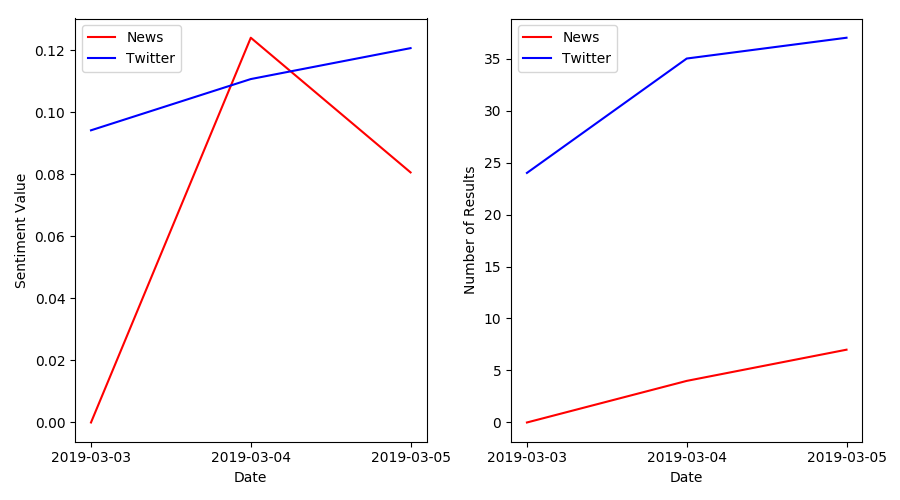 News
Twitter
0.12
0.10
0.08
0.06
0.04
0.02
0.00
Sentiment Value
2019-03-03 2019-03-04 2019-03-05
Date
News
Twitter
35
30
25
20
15
10
5
0
Number of Results
2019-03-03 2019-03-04 2019-03-05
Date